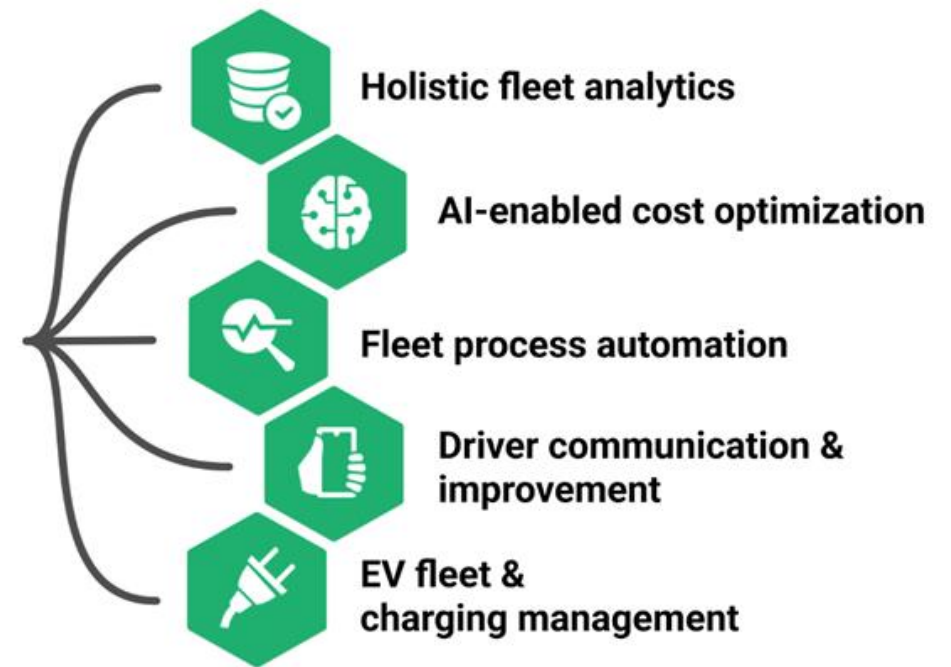 Holistic fleet analytics
AI-enabled cost optimization
Fleet process automation
Driver communication &
improvement
EV fleet &
charging management